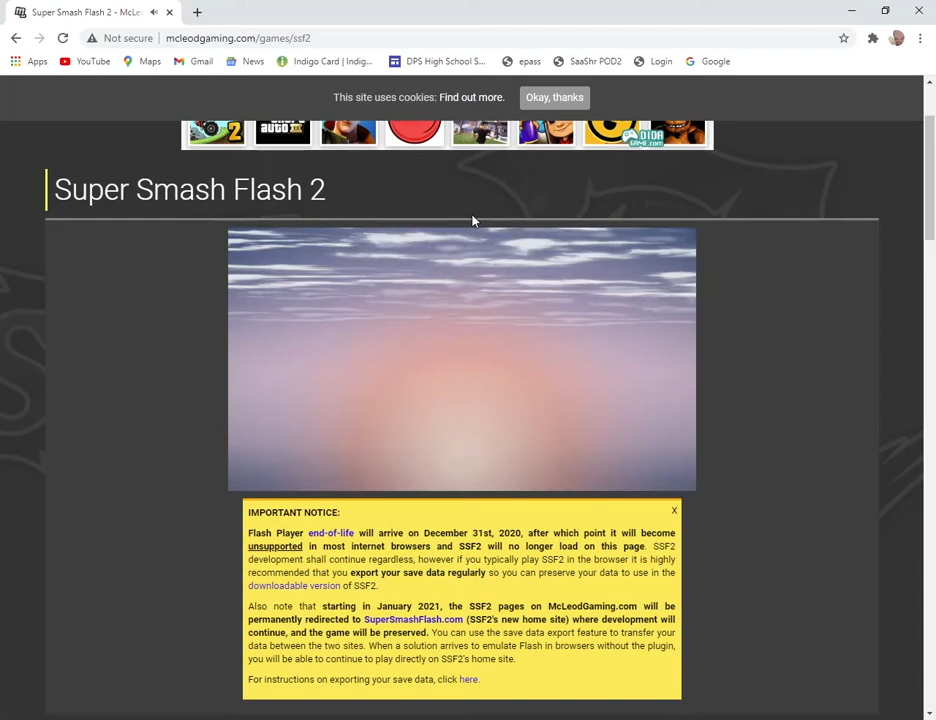 Super Smash Flash 2 - McLe
Not secure | mcleodgaming.com/games/ssf2
Apps YouTube Maps Gmail News Indigo Card | Indig... DPS High School S... epass SaaShr POD2 Login Google
This site uses cookies: Find out more. Okay, thanks
2 III DIDA GAME.com
Super Smash Flash 2
IMPORTANT NOTICE: X
Flash Player end-of-life will arrive on December 31st, 2020, after which point it will become
unsupported in most internet browsers and SSF2 will no longer load on this page. SSF2
development shall continue regardless, however if you typically play SSF2 in the browser it is highly
recommended that you export your save data regularly so you can preserve your data to use in the
downloadable version of SSF2.
Also note that starting in January 2021, the SSF2 pages on McLeodGaming.com will be
permanently redirected to SuperSmashFlash.com (SSF2's new home site) where development will
continue, and the game will be preserved. You can use the save data export feature to transfer your
data between the two sites. When a solution arrives to emulate Flash in browsers without the plugin,
you will be able to continue to play directly on SSF2's home site.
For instructions on exporting your save data, click here.